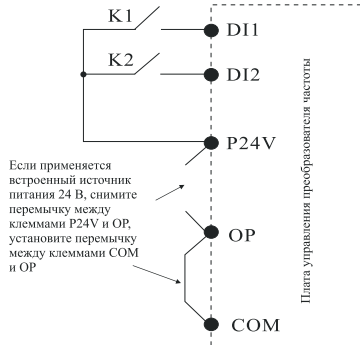 K1
DI1
K2
DI2
P24V
Если применяется
встроенный источник
питания 24 В, снимите
перемычку между
клеммами P24V и OP,
установите перемычку
между клеммами COM
и OP
OP
COM
Плата управления преобразователя частоты